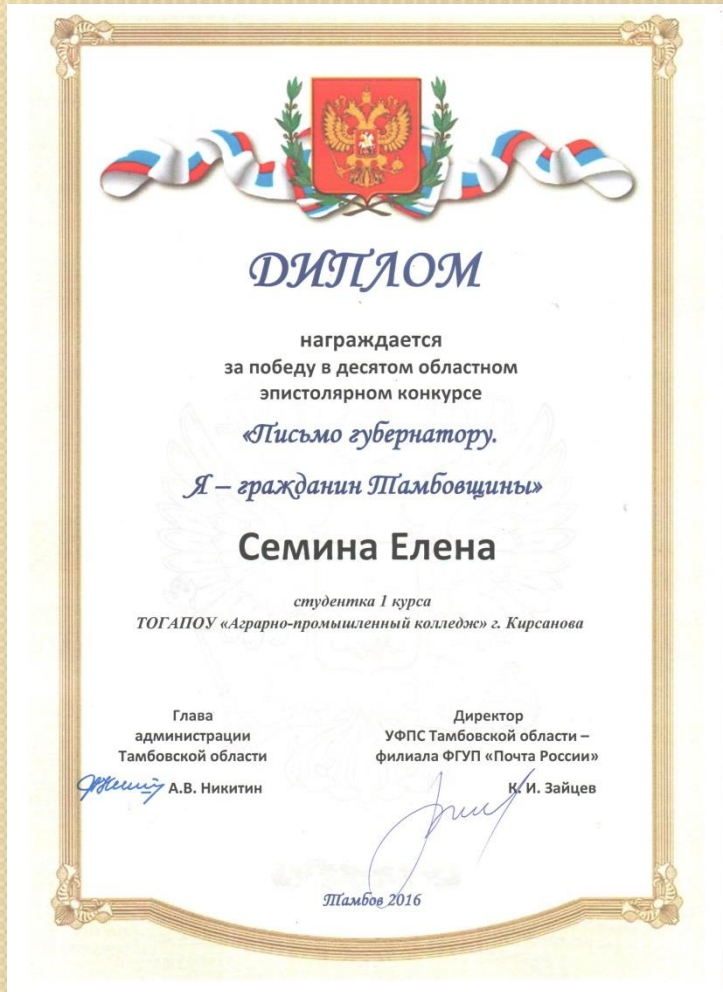 ДИПЛОМ
награждается
за победу в десятом областном
эпистолярном конкурсе
«Письмо губернатору.
Я – гражданин Тамбовщины»
Семина Елена
студентка 1 курса
ТОГАПОУ «Аграрно-промышленный колледж» г. Кирсанова
Глава
администрации
Тамбовской области
А.В. Никитин
Директор
УФПС Тамбовской области –
филиала ФГУП «Почта России»
К. И. Зайцев
Тамбов 2016